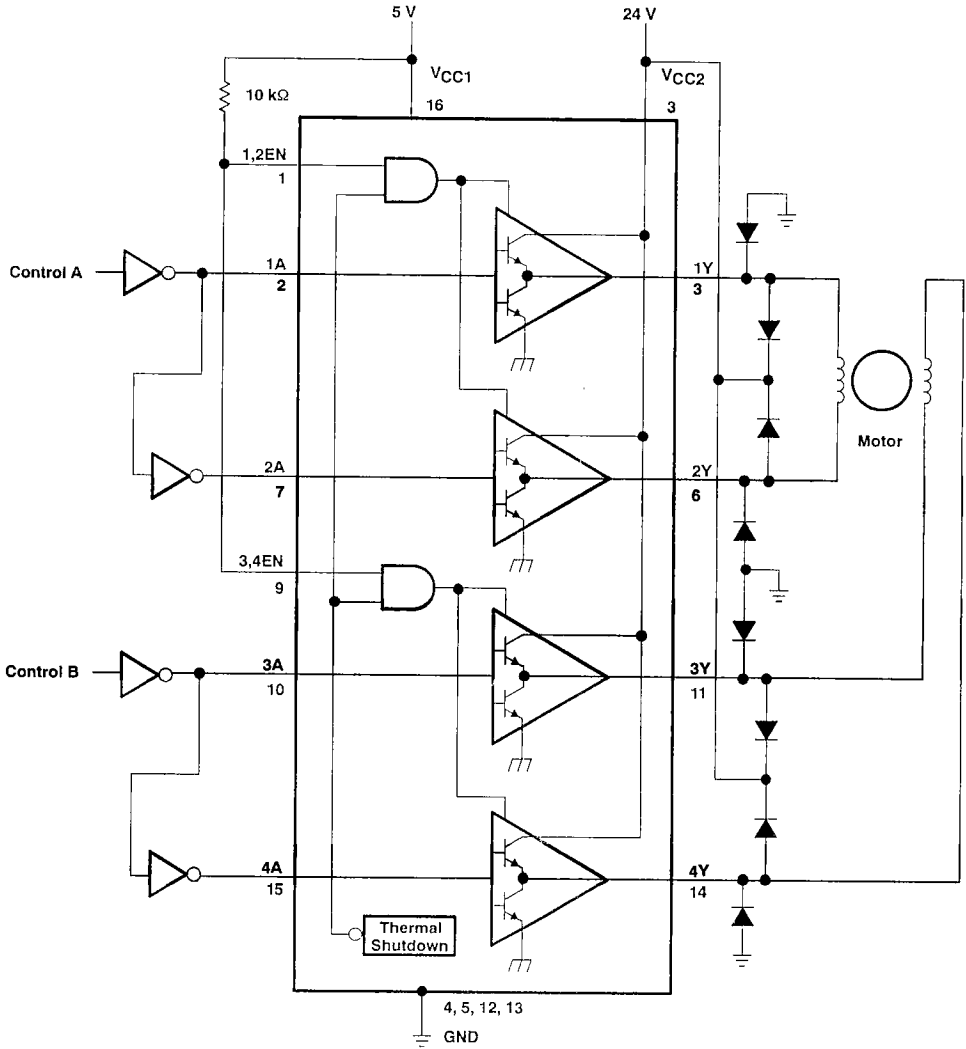 5 V
24 V
VCC1
VCC2
10 kΩ
16
3
1,2EN
1
Control A
1A
2
1Y
3
Motor
2A
7
2Y
6
3,4EN
9
Control B
3A
10
3Y
11
4A
15
4Y
14
Thermal
Shutdown
4, 5, 12, 13
GND